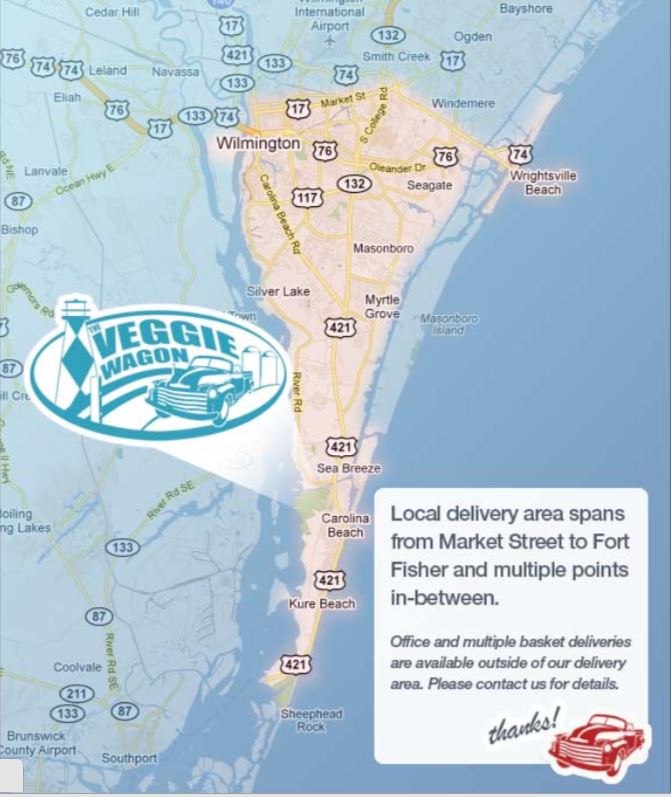 140
Wilmington
International
Airport
Bayshore
Cedar Hill
17
132
Ogden
76
74
74
Leland
Navassa
421
133
133
74
Smith Creek
17
Eliah
76
17
133
74
17
Market St
S College Rd
Windemere
Wilmington
76
76
74
Oleander Dr
Wrightsville
Beach
Lanvale
Rd NE
Ocean Hwy E
132
117
Seagate
87
Bishop
Carolina Beach Rd
Masonboro
Governors Rd
Silver Lake
Myrtle
Grove
Town
421
Masonboro
Island
THE
VEGGIE
WAGON
87
River Rd
421
Sea Breeze
River Rd SE
Boiling
ng Lakes
133
Carolina
Beach
421
Kure Beach
87
River Rd SE
Coolvale
421
211
133
87
Sheephead
Rock
Brunswick
County Airport
Southport
Local delivery area spans
from Market Street to Fort
Fisher and multiple points
in-between.
Office and multiple basket deliveries
are available outside of our delivery
area. Please contact us for details.
thanks!